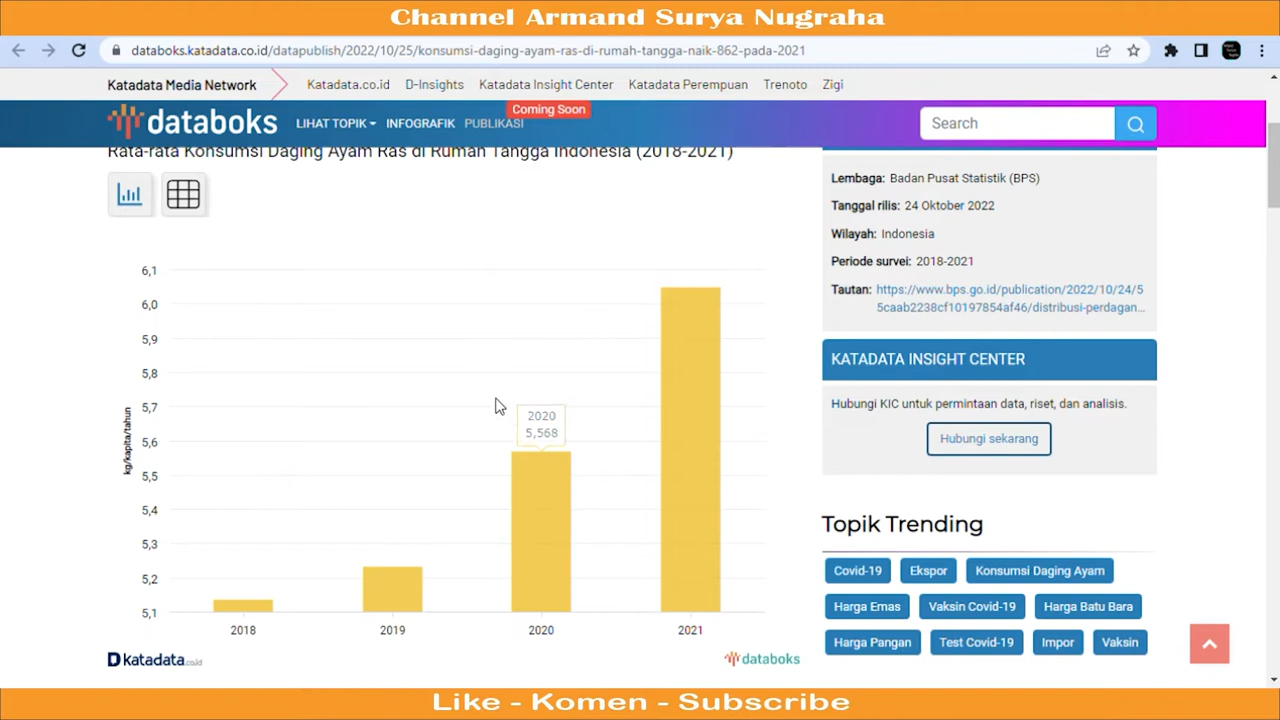 Channel Armand Surya Nugraha
databoks.katadata.co.id/datapublish/2022/10/25/konsumsi-daging-ayam-ras-di-rumah-tangga-naik-862-pada-2021
Katadata Media Network
Katadata.co.id
D-Insights
Katadata Insight Center
Katadata Perempuan
Trenoto
Zigi
Coming Soon
databoks
LIHAT TOPIK
INFOGRAFIK
PUBLIKASI
Search
Rata-rata Konsumsi Daging Ayam Ras di Rumah Tangga Indonesia (2018-2021)
kg/kapita/tahun
6,1
6,0
5,9
5,8
5,7
5,6
5,5
5,4
5,3
5,2
5,1
2020
5,568
2018
2019
2020
2021
katadata.co.id
databoks
Lembaga: Badan Pusat Statistik (BPS)
Tanggal rilis: 24 Oktober 2022
Wilayah: Indonesia
Periode survei: 2018-2021
Tautan: https://www.bps.go.id/publication/2022/10/24/5
5caab2238cf10197854af46/distribusi-perdagan...
KATADATA INSIGHT CENTER
Hubungi KIC untuk permintaan data, riset, dan analisis.
Hubungi sekarang
Topik Trending
Covid-19
Ekspor
Konsumsi Daging Ayam
Harga Emas
Vaksin Covid-19
Harga Batu Bara
Harga Pangan
Test Covid-19
Impor
Vaksin
Like - Komen - Subscribe